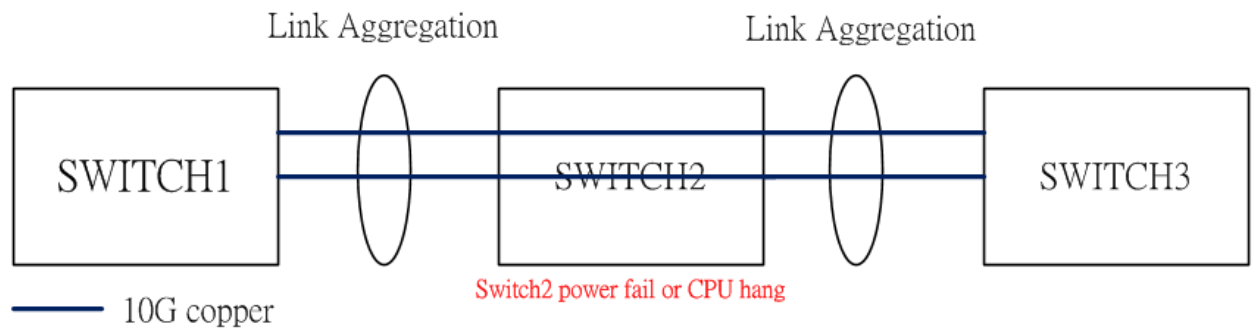 Link Aggregation
Link Aggregation
SWITCH1
SWITCH2
SWITCH3
Switch2 power fail or CPU hang
10G copper